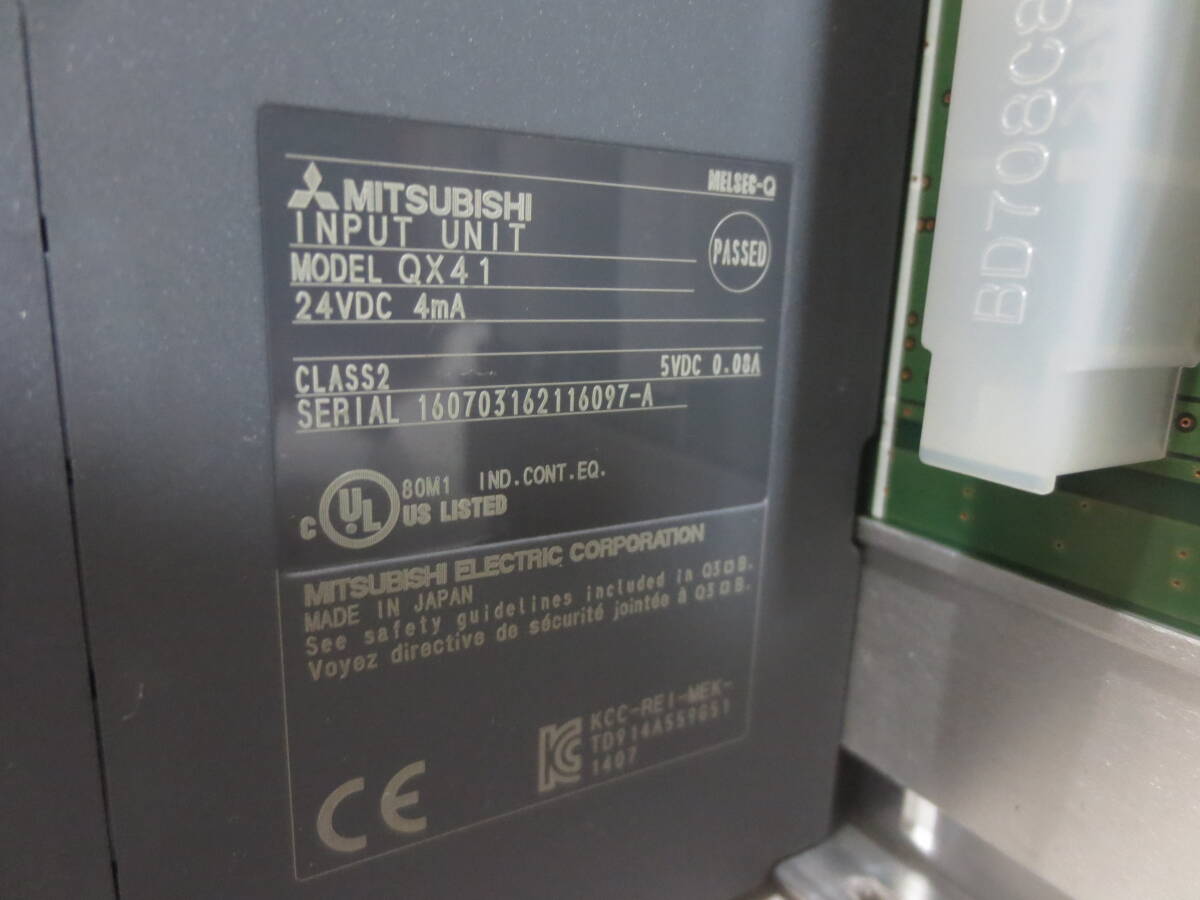 MELSEC-Q
MITSUBISHI
INPUT UNIT
PASSED
MODEL QX41
24VDC 4mA
CLASS2 5VDC 0.08A
SERIAL 160703162116097-A
80M1 IND.CONT.EQ.
C UL US LISTED
MITSUBISHI ELECTRIC CORPORATION
MADE IN JAPAN
See safety guidelines included in Q3□B.
Voyez directive de sécurité jointée à Q3□B.
KCC-REI-MEK-
TD914A559G51
1407
CE
BD708C8